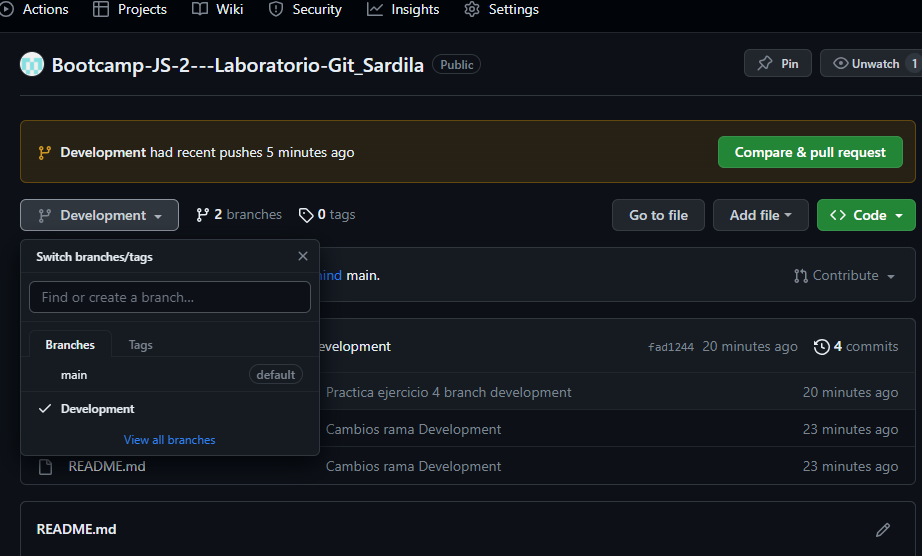 Actions Projects Wiki Security Insights Settings
Bootcamp-JS-2---Laboratorio-Git_Sardila Public Pin Unwatch 1
Development had recent pushes 5 minutes ago Compare & pull request
Development 2 branches 0 tags Go to file Add file Code
Switch branches/tags
main. Contribute
Find or create a branch...
Branches Tags
fad1244 20 minutes ago 4 commits
main default
Practica ejercicio 4 branch development 20 minutes ago
Development
Cambios rama Development 23 minutes ago
View all branches
README.md Cambios rama Development 23 minutes ago
README.md